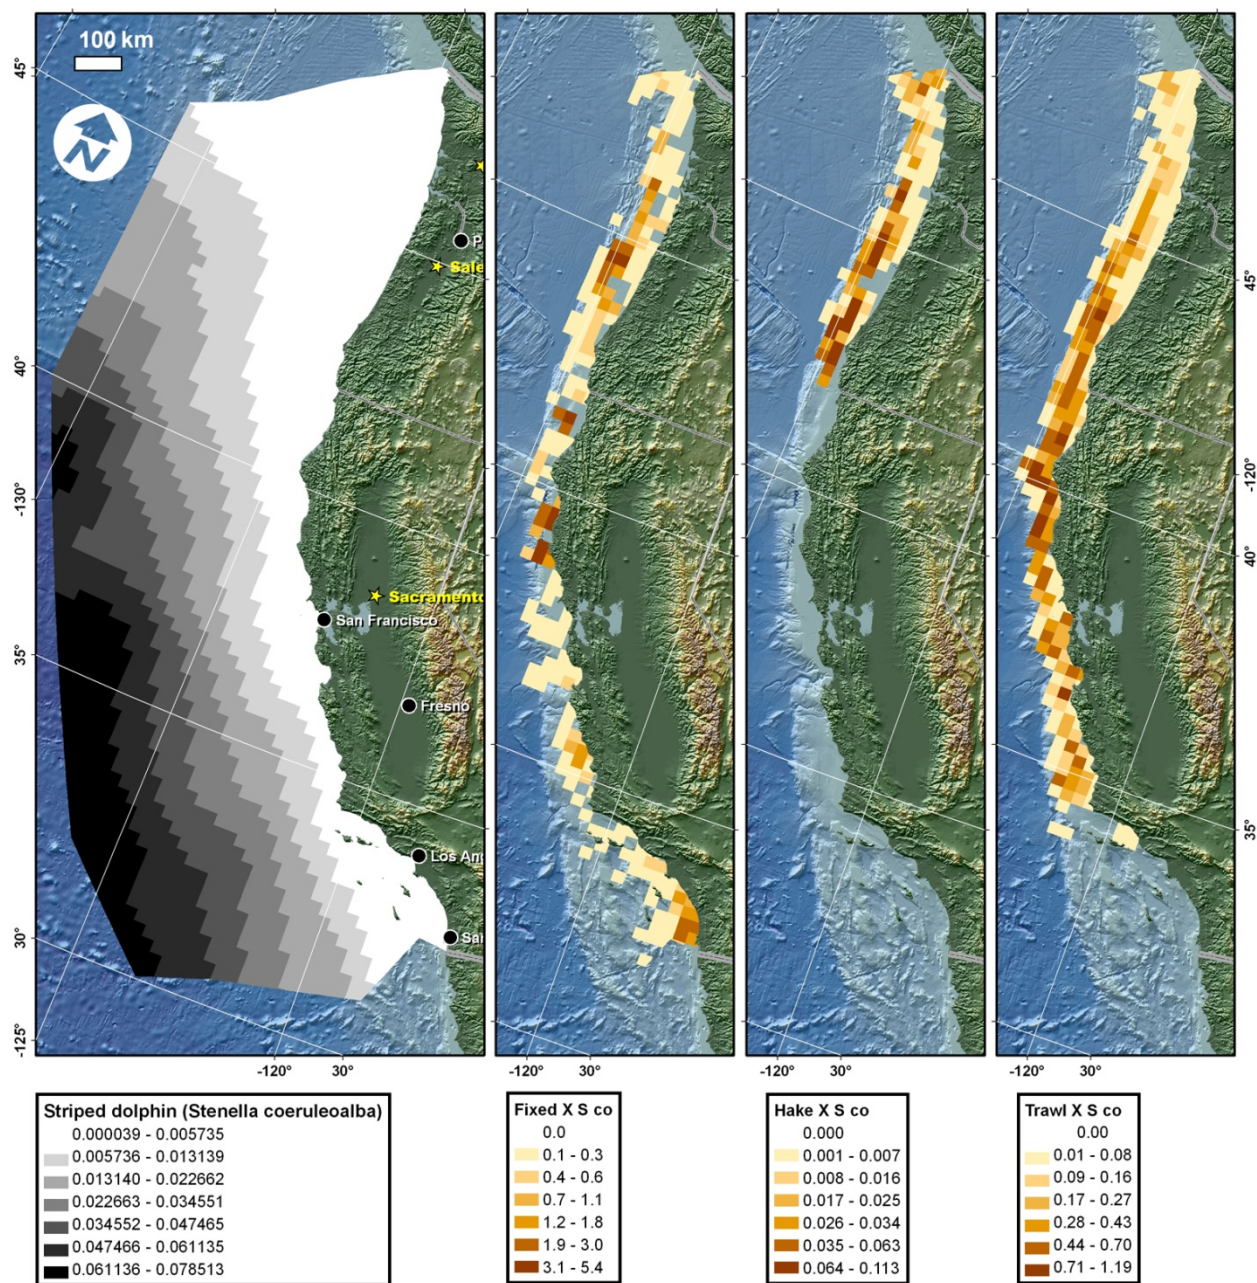 100 km
N
45°
40°
-130°
35°
30°
-125°
-120°
30°
Sale
Sacramento
San Francisco
Fresno
Los An
San
-120°
30°
-120°
30°
-120°
30°
45°
-120°
40°
35°
Striped dolphin (Stenella coeruleoalba)
0.000039 - 0.005735
0.005736 - 0.013139
0.013140 - 0.022662
0.022663 - 0.034551
0.034552 - 0.047465
0.047466 - 0.061135
0.061136 - 0.078513
Fixed X S co
0.0
0.1 - 0.3
0.4 - 0.6
0.7 - 1.1
1.2 - 1.8
1.9 - 3.0
3.1 - 5.4
Hake X S co
0.000
0.001 - 0.007
0.008 - 0.016
0.017 - 0.025
0.026 - 0.034
0.035 - 0.063
0.064 - 0.113
Trawl X S co
0.00
0.01 - 0.08
0.09 - 0.16
0.17 - 0.27
0.28 - 0.43
0.44 - 0.70
0.71 - 1.19